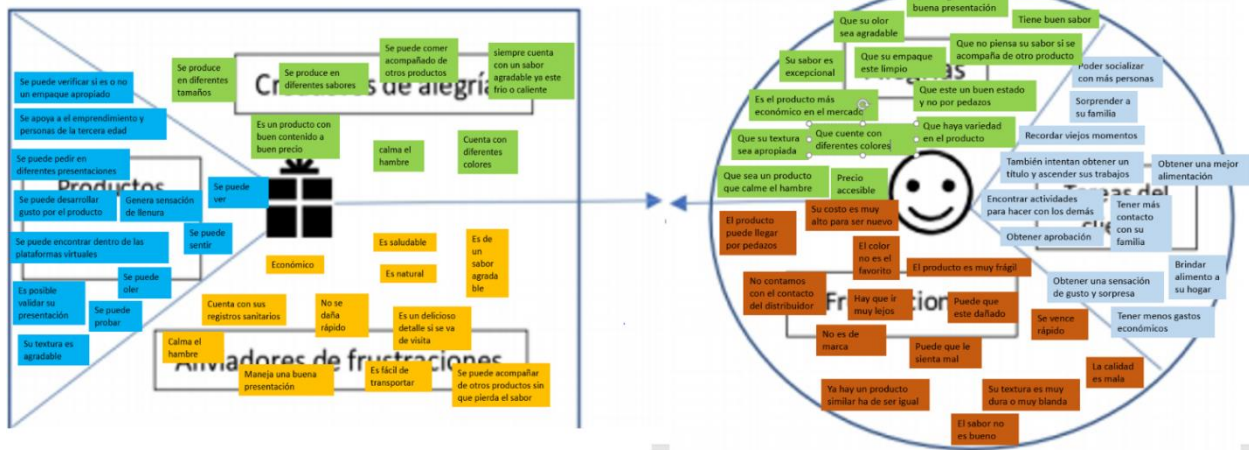 Se produce
en diferentes
tamaños
Se produce en
diferentes sabores
Se puede comer
acompañado de
otros productos
siempre cuenta
con un sabor
agradable ya este
frio o caliente
de alegría
Es un producto con
buen contenido a
buen precio
calma el
hambre
Cuenta con
diferentes
colores
Se puede verificar si es o no
un empaque apropiado
Se apoya a el emprendimiento y
personas de la tercera edad
Se puede pedir en
diferentes presentaciones
Productos
Se puede desarrollar
gusto por el producto
Genera sensación
de llenura
Se puede
ver
Se puede
sentir
Se puede encontrar dentro de las
plataformas virtuales
Se puede
oler
Es posible
validar su
presentación
Se puede
probar
Su textura es
agradable
Económico
Es saludable
Es natural
Es de
un
sabor
agrada
ble
Cuenta con sus
registros sanitarios
No se
daña
rápido
Es un delicioso
detalle si se va
de visita
Calma el
hambre
de frustraciones
Maneja una buena
presentación
Es fácil de
transportar
Se puede acompañar
de otros productos sin
que pierda el sabor
buena presentación
Que su olor
sea agradable
Tiene buen sabor
Su sabor es
excepcional
Que su empaque
este limpio
Que no piensa su sabor si se
acompaña de otro producto
Es el producto más
económico en el mercado
Que este un buen estado
y no por pedazos
Que su textura
sea apropiada
Que cuente con
diferentes colores
Que haya variedad
en el producto
Que sea un producto
que calme el hambre
Precio
accesible
Poder socializar
con más personas
Sorprender a
su familia
Recordar viejos momentos
También intentan obtener un
título y ascender sus trabajos
Obtener una mejor
alimentación
Encontrar actividades
para hacer con los demás
Tener más
contacto
con su
familia
Obtener aprobación
Obtener una sensación
de gusto y sorpresa
Brindar
alimento a
su hogar
Tener menos gastos
económicos
El producto
puede llegar
por pedazos
Su costo es muy
alto para ser nuevo
El color
no es el
favorito
El producto es muy frágil
No contamos
con el contacto
del distribuidor
Hay que ir
muy lejos
Puede que
este dañado
Se vence
rápido
No es de
marca
Puede que le
sienta mal
La calidad
es mala
Ya hay un producto
similar ha de ser igual
Su textura es muy
dura o muy blanda
El sabor no
es bueno